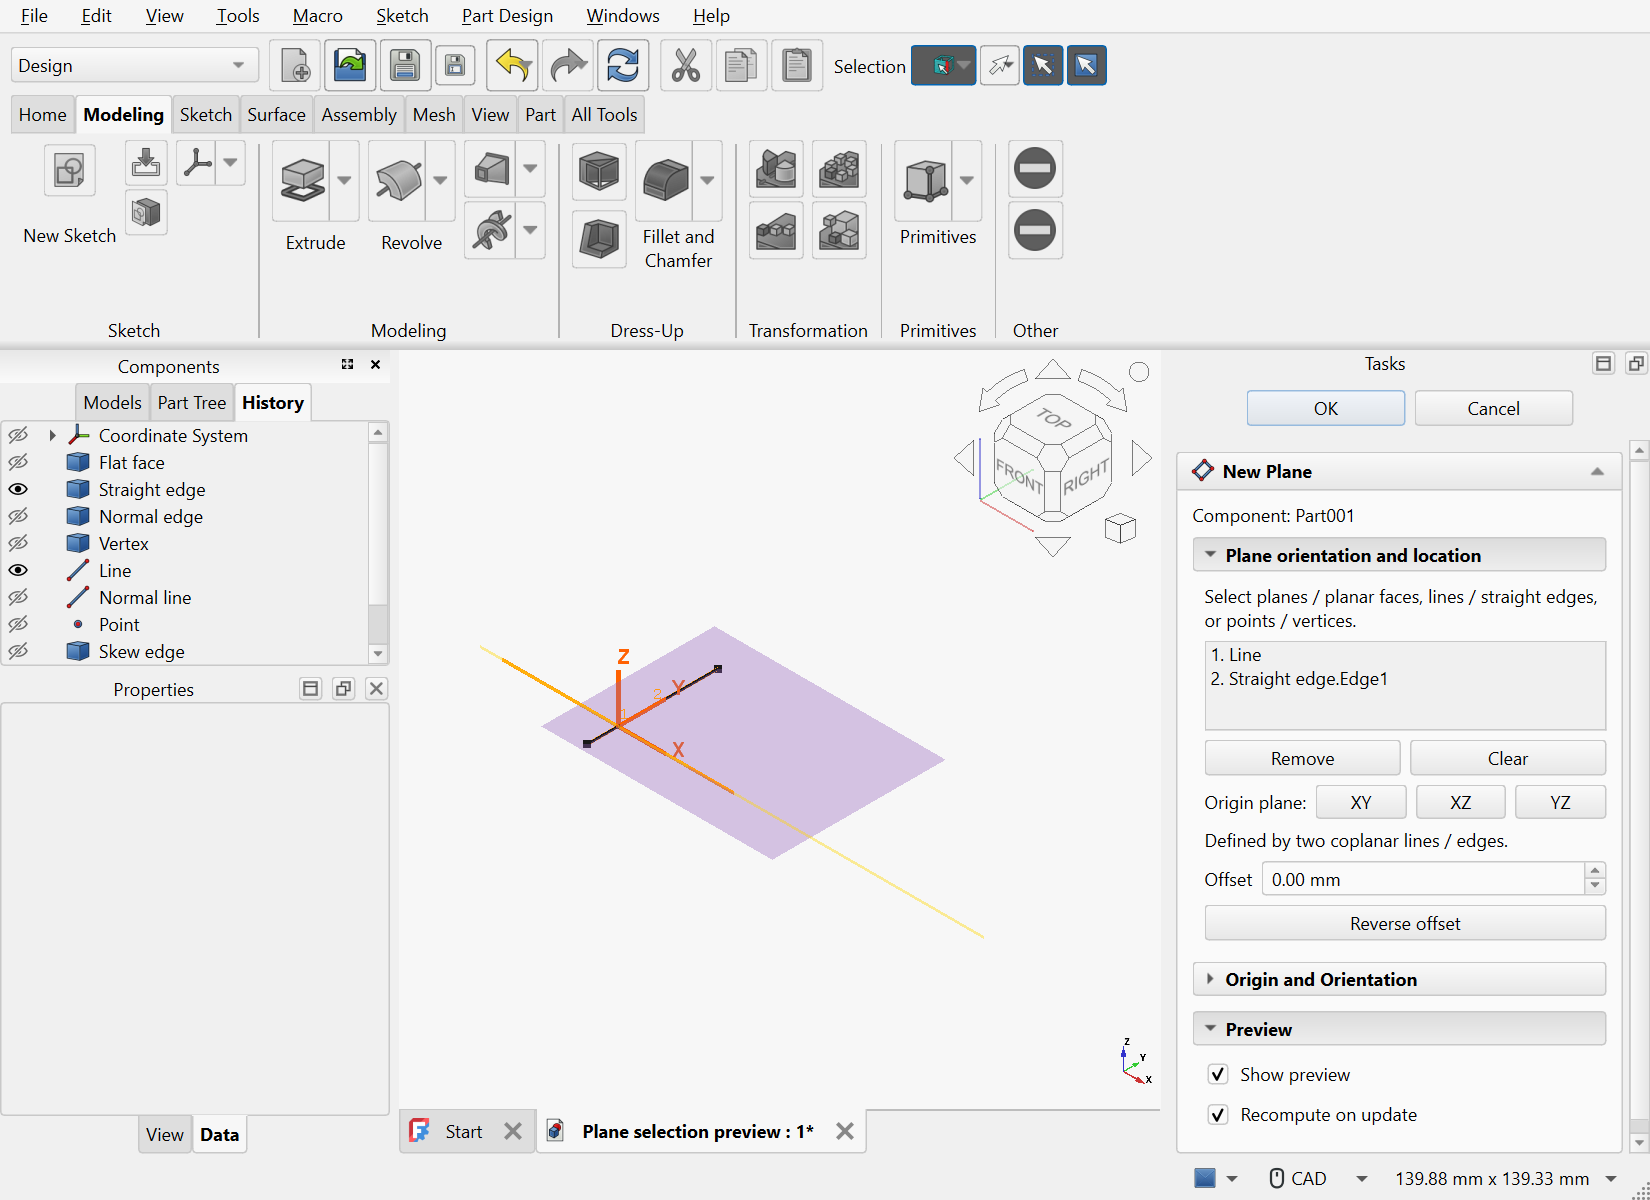 File Edit View Tools Macro Sketch Part Design Windows Help
Design
Selection
Home Modeling Sketch Surface Assembly Mesh View Part All Tools
New Sketch
Extrude
Revolve
Fillet and
Chamfer
Primitives
Sketch
Modeling
Dress-Up
Transformation
Primitives
Other
Components
Models Part Tree History
Coordinate System
Flat face
Straight edge
Normal edge
Vertex
Line
Normal line
Point
Skew edge
Properties
View Data
TOP
FRONT
RIGHT
Z
2
Y
1
X
Z
Y
X
Start
Plane selection preview : 1*
Tasks
OK
Cancel
New Plane
Component: Part001
Plane orientation and location
Select planes / planar faces, lines / straight edges,
or points / vertices.
1. Line
2. Straight edge.Edge1
Remove
Clear
Origin plane: XY XZ YZ
Defined by two coplanar lines / edges.
Offset 0.00 mm
Reverse offset
Origin and Orientation
Preview
Show preview
Recompute on update
CAD
139.88 mm x 139.33 mm